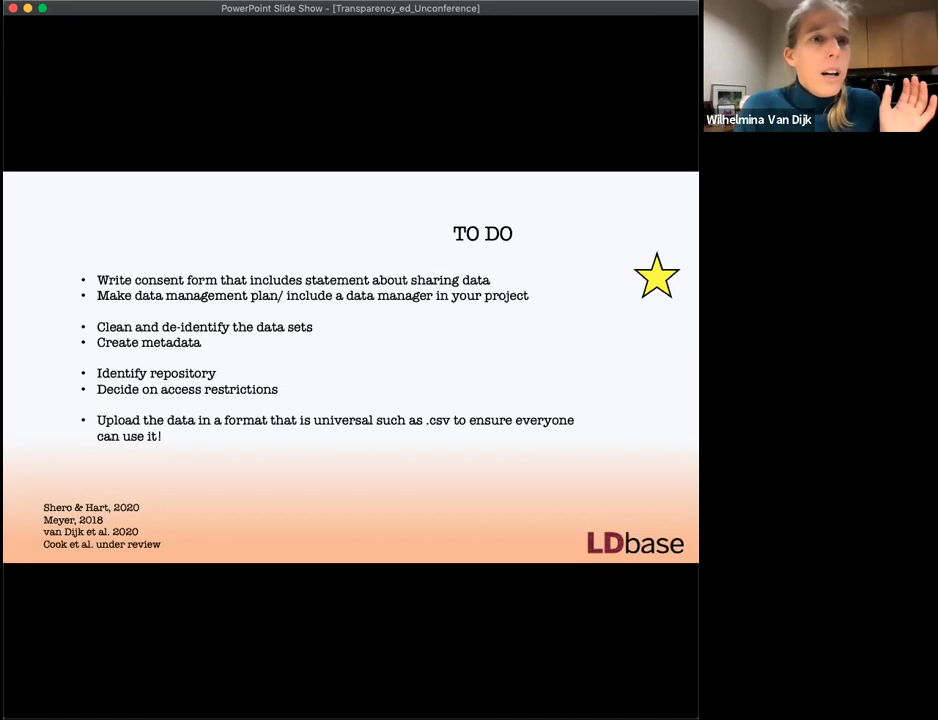 PowerPoint Slide Show - [Transparency_ed_Unconference]
Wilhelmina Van Dijk
TO DO
• Write consent form that includes statement about sharing data
• Make data management plan/ include a data manager in your project
• Clean and de-identify the data sets
• Create metadata
• Identify repository
• Decide on access restrictions
• Upload the data in a format that is universal such as .csv to ensure everyone
can use it!
Shero & Hart, 2020
Meyer, 2018
van Dijk et al. 2020
Cook et al. under review
LDbase